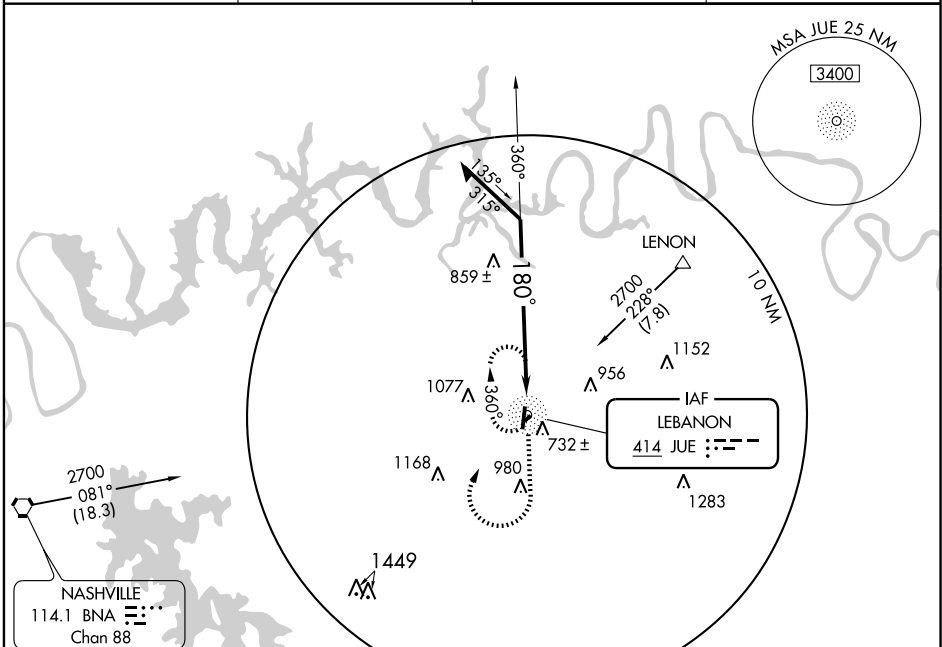 MSA JUE 25 NM
3400
360°
135°
315°
LENON
859 ±
180°
2700
228°
(7.8)
10 NM
1152
956
1077
360°
IAF
LEBANON
414 JUE
732 ±
1168
980
1283
2700
081°
(18.3)
1449
NASHVILLE
114.1 BNA
Chan 88